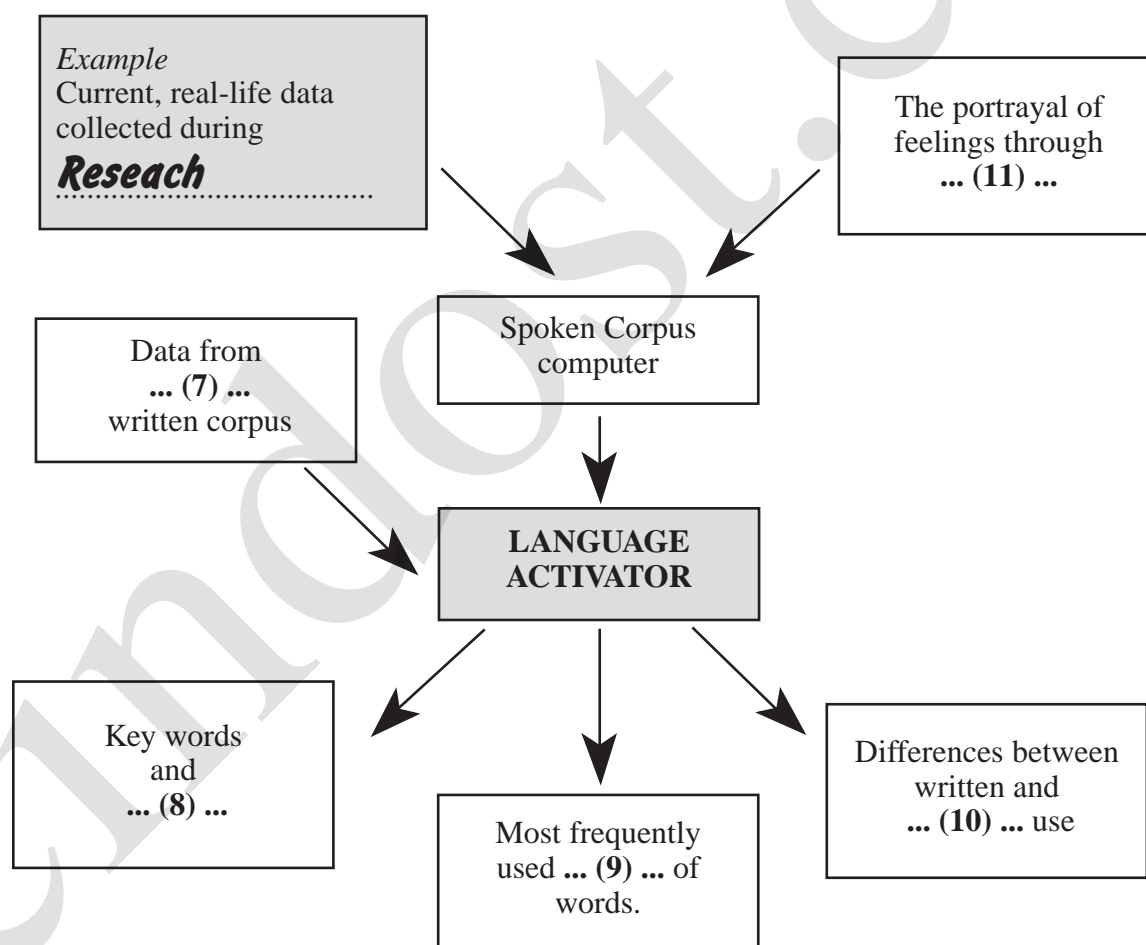 Example
Current, real-life data
collected during
Reseach
........................................
The portrayal of
feelings through
... (11) ...
Spoken Corpus
computer
Data from
... (7) ...
written corpus
LANGUAGE
ACTIVATOR
Key words
and
... (8) ...
Most frequently
used ... (9) ... of
words.
Differences between
written and
... (10) ... use